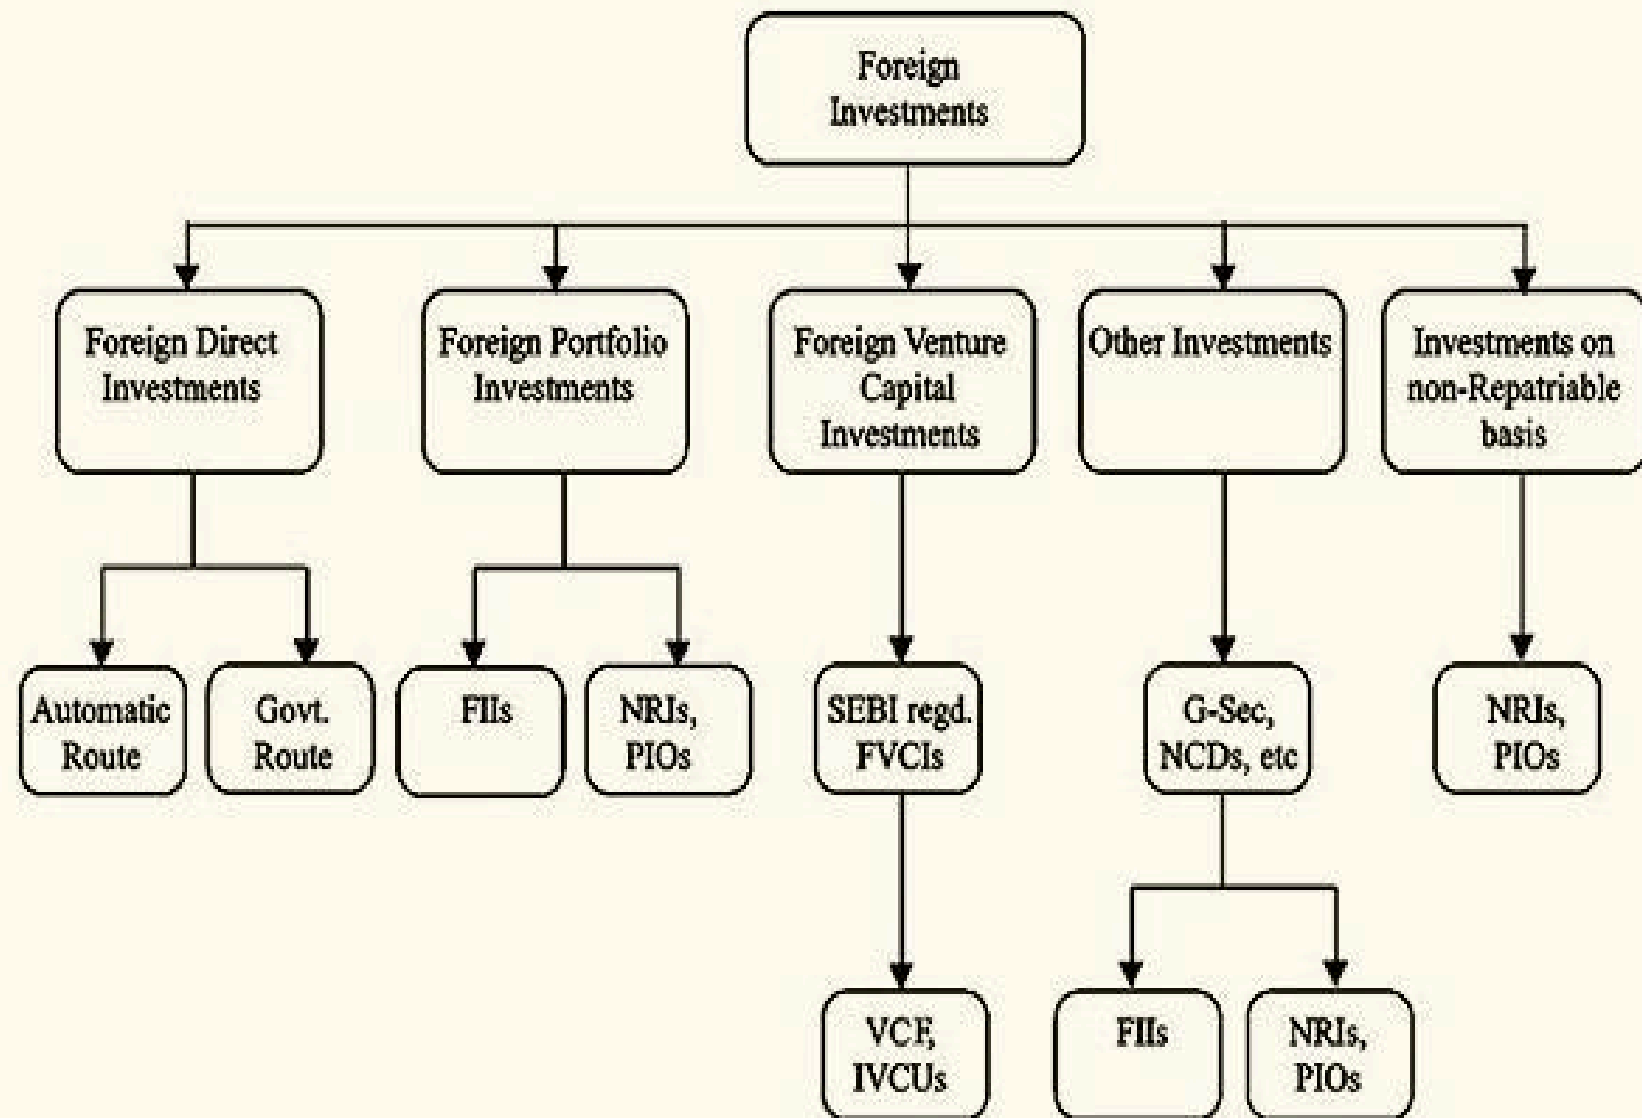 Foreign
Investments
Foreign Direct
Investments
Foreign Portfolio
Investments
Foreign Venture
Capital
Investments
Other Investments
Investments on
non-Repatriable
basis
Automatic
Route
Govt.
Route
FIIs
NRIs,
PIOs
SEBI regd.
FVCIs
G-Sec,
NCDs, etc
NRIs,
PIOs
VCF,
IVCUs
FIIs
NRIs,
PIOs